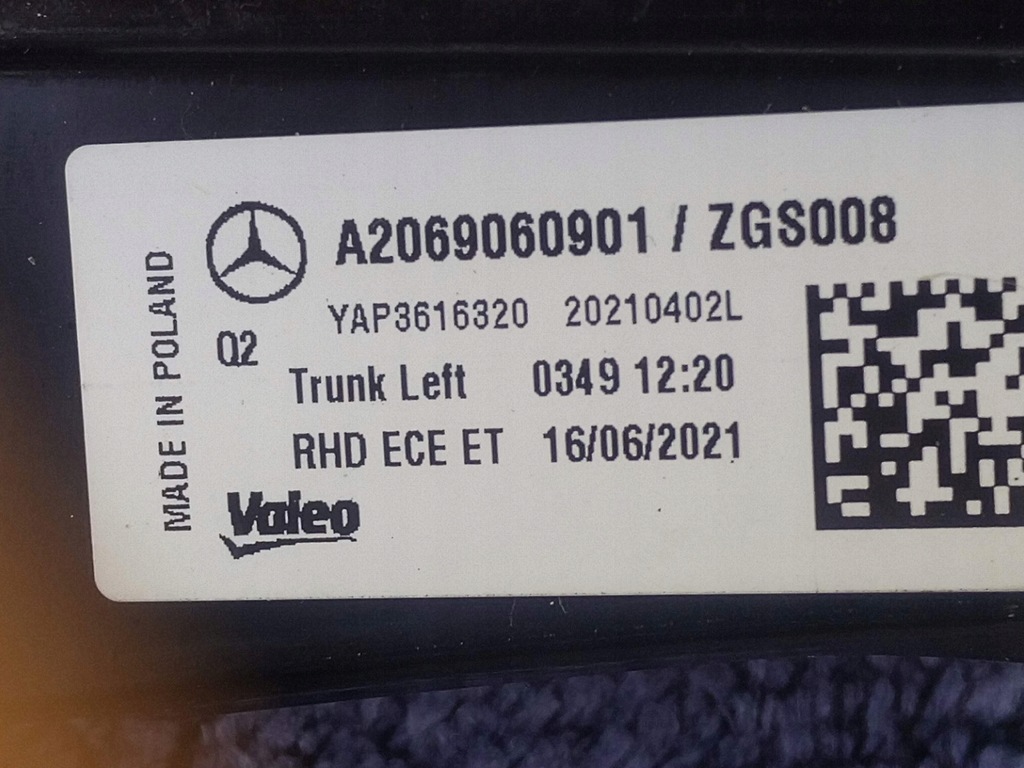 A2069060901 / ZGS008
YAP3616320 20210402L
Q2
Trunk Left 0349 12:20
RHD ECE ET 16/06/2021
Valeo
MADE IN POLAND